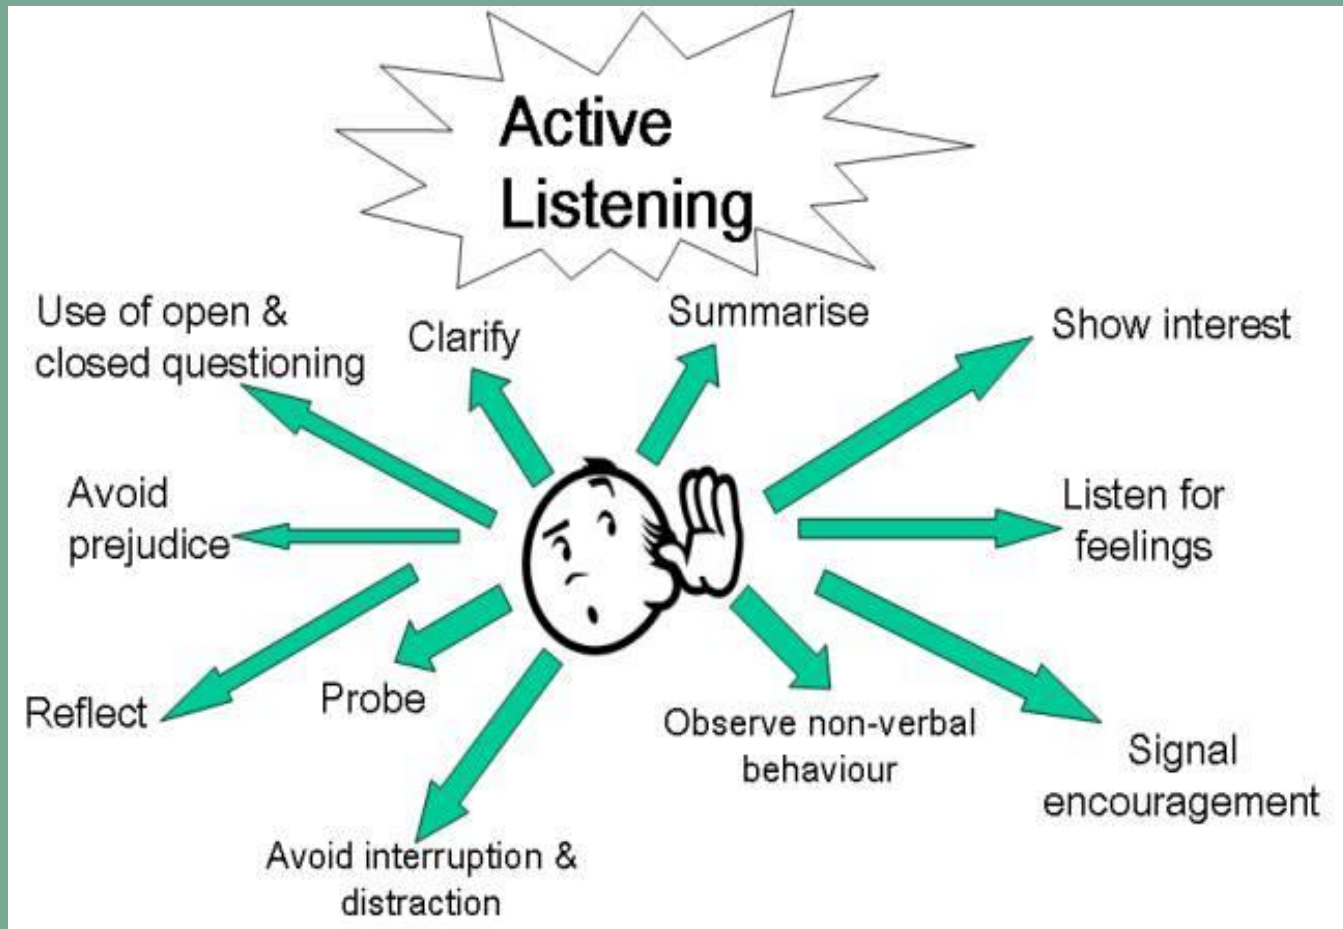 Active
Listening
Use of open &
closed questioning
Clarify
Summarise
Show interest
Avoid
prejudice
Listen for
feelings
Reflect
Probe
Observe non-verbal
behaviour
Signal
encouragement
Avoid interruption &
distraction